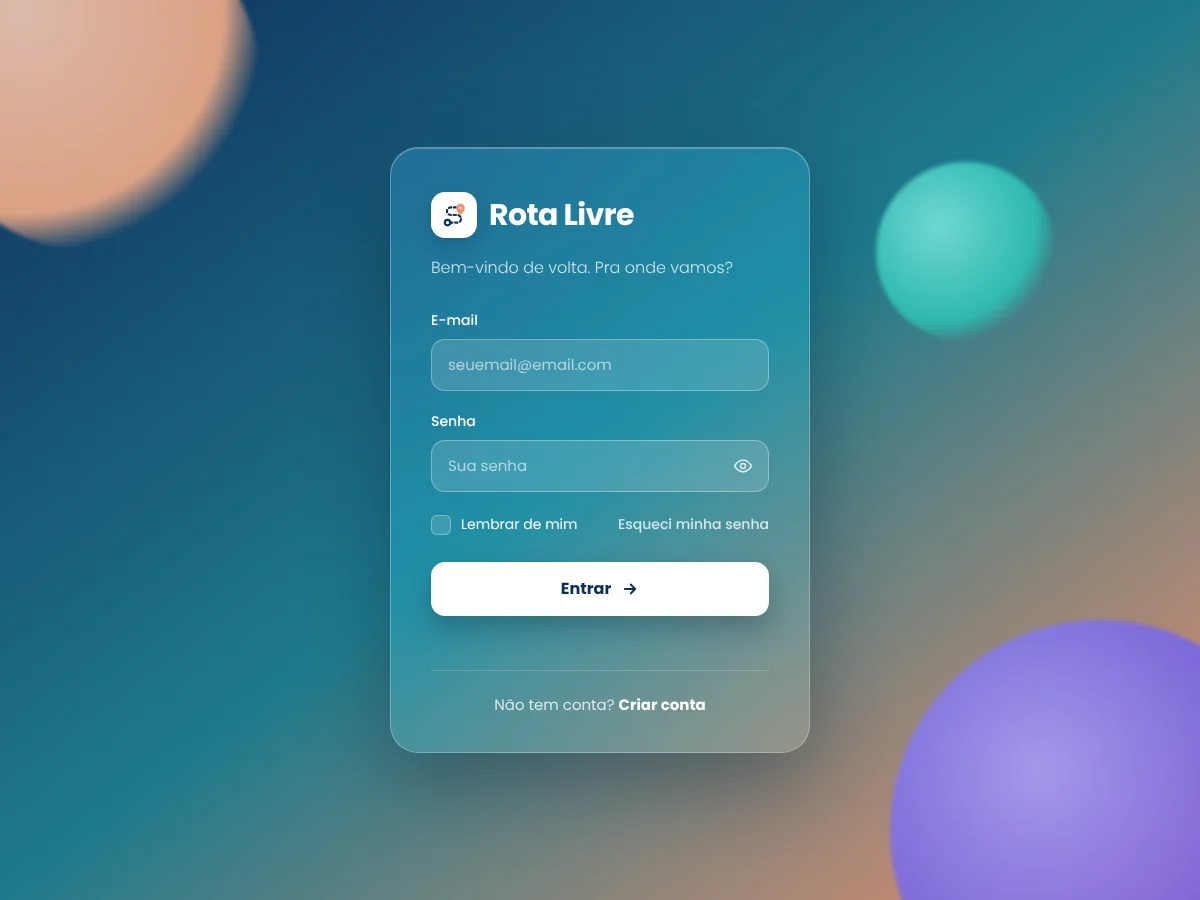 Rota Livre
Bem-vindo de volta. Pra onde vamos?
E-mail
seuemail@email.com
Senha
Sua senha
Lembrar de mim
Esqueci minha senha
Entrar →
Não tem conta? Criar conta